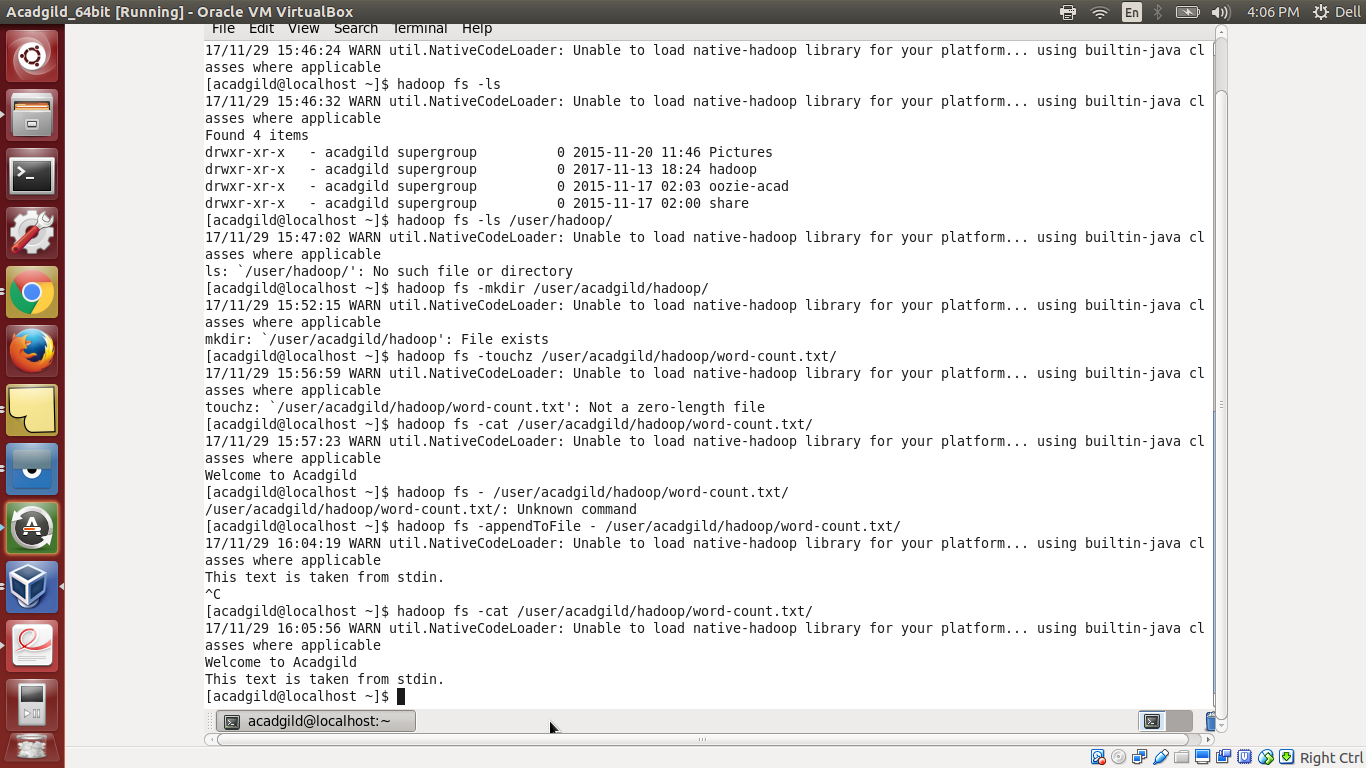 Acadgild_64bit [Running] - Oracle VM VirtualBox
En
4:06 PM
Dell
File Edit View Search Terminal Help
17/11/29 15:46:24 WARN util.NativeCodeLoader: Unable to load native-hadoop library for your platform... using builtin-java cl
asses where applicable
[acadgild@localhost ~]$ hadoop fs -ls
17/11/29 15:46:32 WARN util.NativeCodeLoader: Unable to load native-hadoop library for your platform... using builtin-java cl
asses where applicable
Found 4 items
drwxr-xr-x   - acadgild supergroup          0 2015-11-20 11:46 Pictures
drwxr-xr-x   - acadgild supergroup          0 2017-11-13 18:24 hadoop
drwxr-xr-x   - acadgild supergroup          0 2015-11-17 02:03 oozie-acad
drwxr-xr-x   - acadgild supergroup          0 2015-11-17 02:00 share
[acadgild@localhost ~]$ hadoop fs -ls /user/hadoop/
17/11/29 15:47:02 WARN util.NativeCodeLoader: Unable to load native-hadoop library for your platform... using builtin-java cl
asses where applicable
ls: `/user/hadoop/': No such file or directory
[acadgild@localhost ~]$ hadoop fs -mkdir /user/acadgild/hadoop/
17/11/29 15:52:15 WARN util.NativeCodeLoader: Unable to load native-hadoop library for your platform... using builtin-java cl
asses where applicable
mkdir: `/user/acadgild/hadoop': File exists
[acadgild@localhost ~]$ hadoop fs -touchz /user/acadgild/hadoop/word-count.txt/
17/11/29 15:56:59 WARN util.NativeCodeLoader: Unable to load native-hadoop library for your platform... using builtin-java cl
asses where applicable
touchz: `/user/acadgild/hadoop/word-count.txt': Not a zero-length file
[acadgild@localhost ~]$ hadoop fs -cat /user/acadgild/hadoop/word-count.txt/
17/11/29 15:57:23 WARN util.NativeCodeLoader: Unable to load native-hadoop library for your platform... using builtin-java cl
asses where applicable
Welcome to Acadgild
[acadgild@localhost ~]$ hadoop fs - /user/acadgild/hadoop/word-count.txt/
/user/acadgild/hadoop/word-count.txt/: Unknown command
[acadgild@localhost ~]$ hadoop fs -appendToFile - /user/acadgild/hadoop/word-count.txt/
17/11/29 16:04:19 WARN util.NativeCodeLoader: Unable to load native-hadoop library for your platform... using builtin-java cl
asses where applicable
This text is taken from stdin.
^C
[acadgild@localhost ~]$ hadoop fs -cat /user/acadgild/hadoop/word-count.txt/
17/11/29 16:05:56 WARN util.NativeCodeLoader: Unable to load native-hadoop library for your platform... using builtin-java cl
asses where applicable
Welcome to Acadgild
This text is taken from stdin.
[acadgild@localhost ~]$
acadgild@localhost:~
Right Ctrl